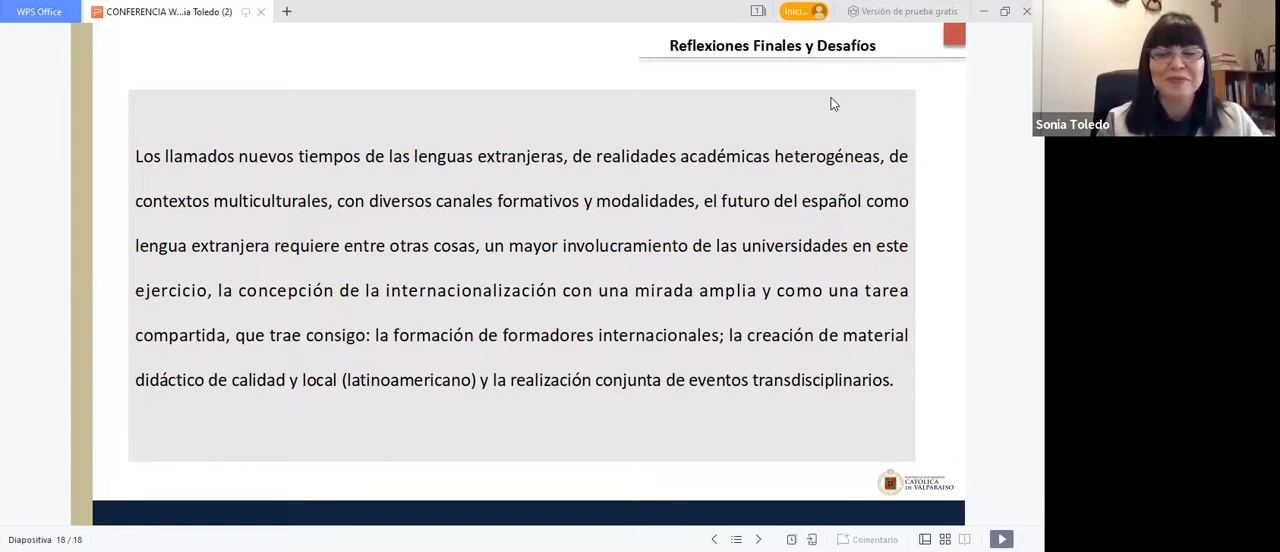 WPS Office
CONFERENCIA W...ia Toledo (2)
Inici...
Versión de prueba gratis
Reflexiones Finales y Desafíos
Sonia Toledo
Los llamados nuevos tiempos de las lenguas extranjeras, de realidades académicas heterogéneas, de
contextos multiculturales, con diversos canales formativos y modalidades, el futuro del español como
lengua extranjera requiere entre otras cosas, un mayor involucramiento de las universidades en este
ejercicio, la concepción de la internacionalización con una mirada amplia y como una tarea
compartida, que trae consigo: la formación de formadores internacionales; la creación de material
didáctico de calidad y local (latinoamericano) y la realización conjunta de eventos transdisciplinarios.
CATOLICA
DE VALPARAISO
Diapositiva 18 / 18
Comentario